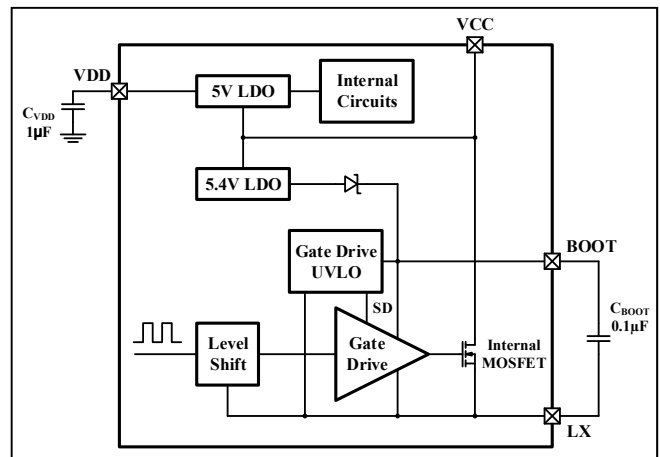 VCC
VDD
5V LDO
Internal
Circuits
CVDD
1µF
5.4V LDO
Gate Drive
UVLO
BOOT
SD
CBOOT
0.1µF
Level
Shift
Gate
Drive
Internal
MOSFET
LX